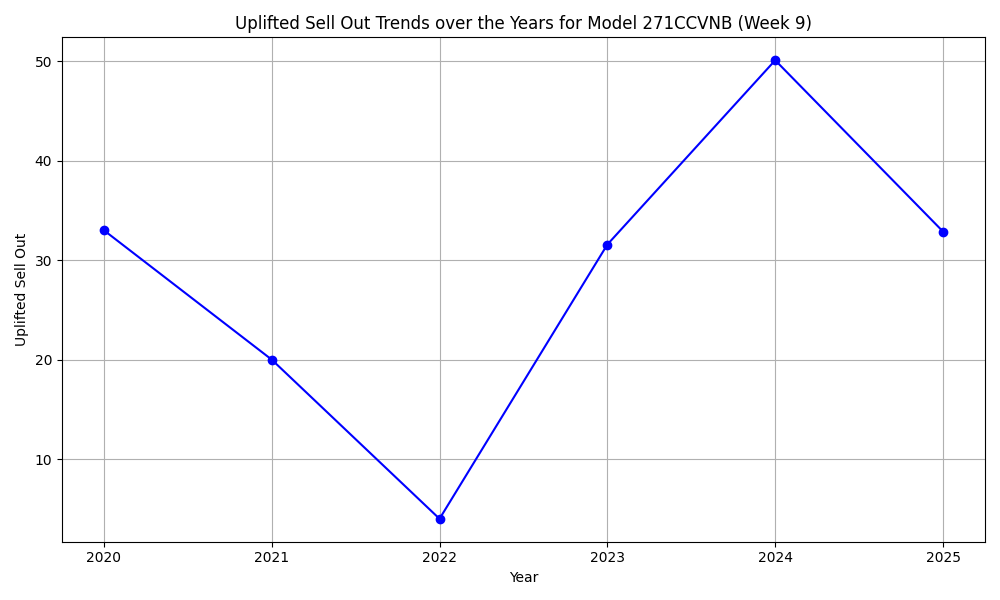 Uplifted Sell Out Trends over the Years for Model 271CCVNB (Week 9)
Uplifted Sell Out
50
40
30
20
10
2020 2021 2022 2023 2024 2025
Year